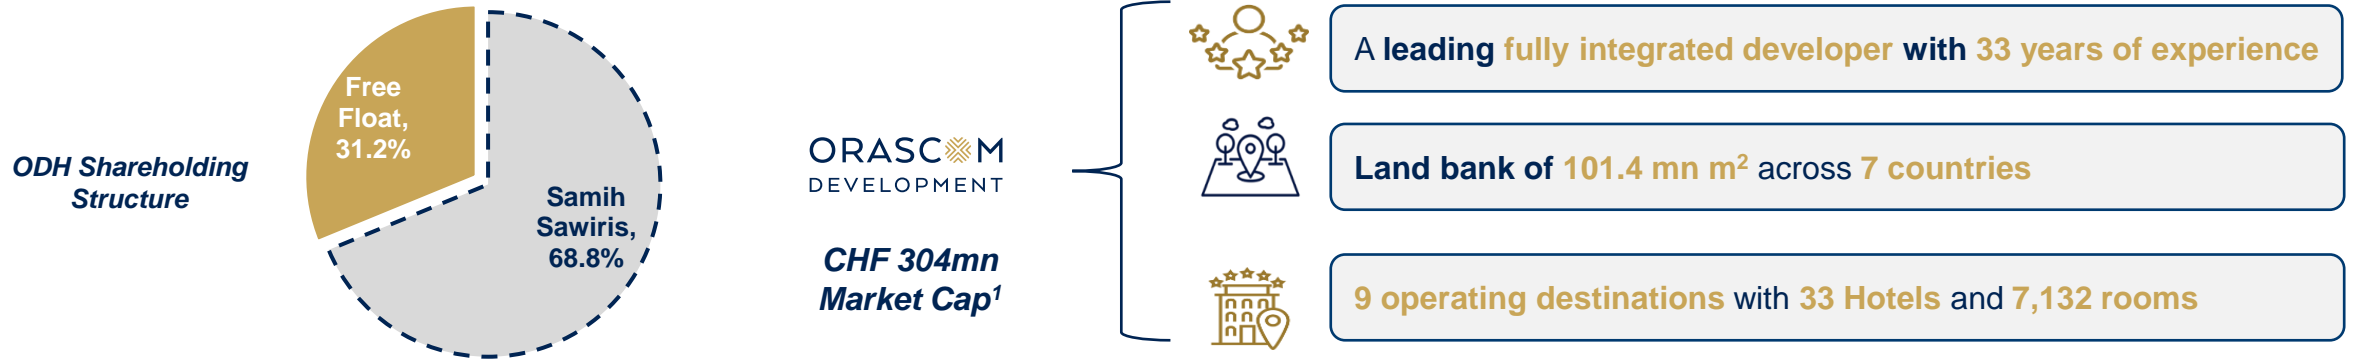 ODH Shareholding
Structure
Free
Float,
31.2%
Samih
Sawiris,
68.8%
ORASCOM
DEVELOPMENT
CHF 304mn
Market Cap¹
A leading fully integrated developer with 33 years of experience
Land bank of 101.4 mn m² across 7 countries
9 operating destinations with 33 Hotels and 7,132 rooms